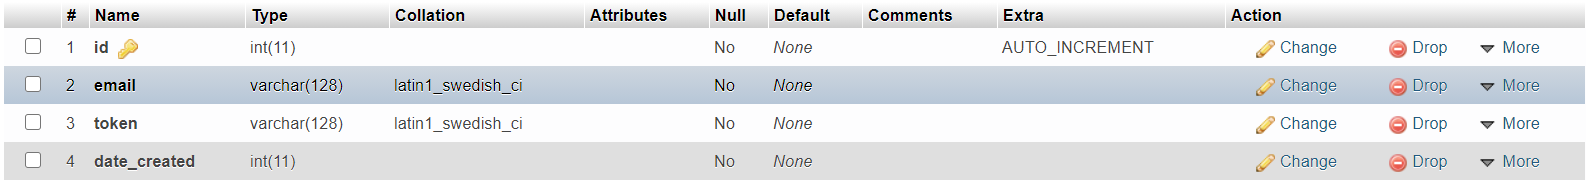 # Name Type Collation Attributes Null Default Comments Extra Action
1 id int(11) No None AUTO_INCREMENT Change Drop More
2 email varchar(128) latin1_swedish_ci No None Change Drop More
3 token varchar(128) latin1_swedish_ci No None Change Drop More
4 date_created int(11) No None Change Drop More